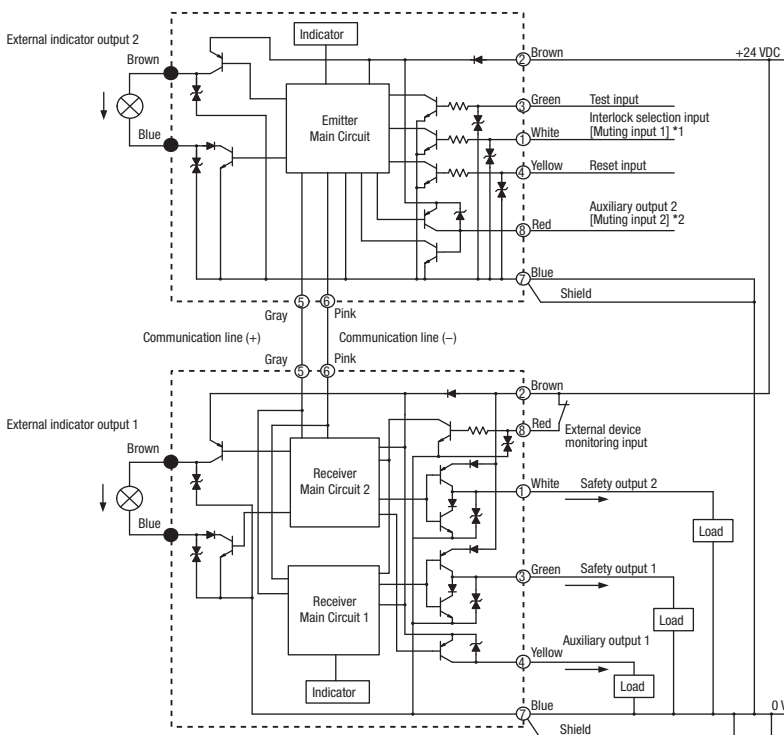 External indicator output 2
Indicator
Brown
② Brown
+24 VDC
Emitter
Main Circuit
③ Green
Test input
Interlock selection input
① White
[Muting input 1] *1
Blue
④ Yellow
Reset input
Auxiliary output 2
⑧ Red
[Muting input 2] *2
⑦ Blue
Shield
⑤ ⑥
Gray
Pink
Communication line (+)
Communication line (–)
Gray
Pink
⑤ ⑥
② Brown
External indicator output 1
⑧ Red
External device
monitoring input
Brown
Receiver
Main Circuit 2
① White
Safety output 2
Blue
Load
③ Green
Safety output 1
Receiver
Main Circuit 1
Load
Auxiliary output 1
④ Yellow
Load
Indicator
⑦ Blue
0 V
Shield